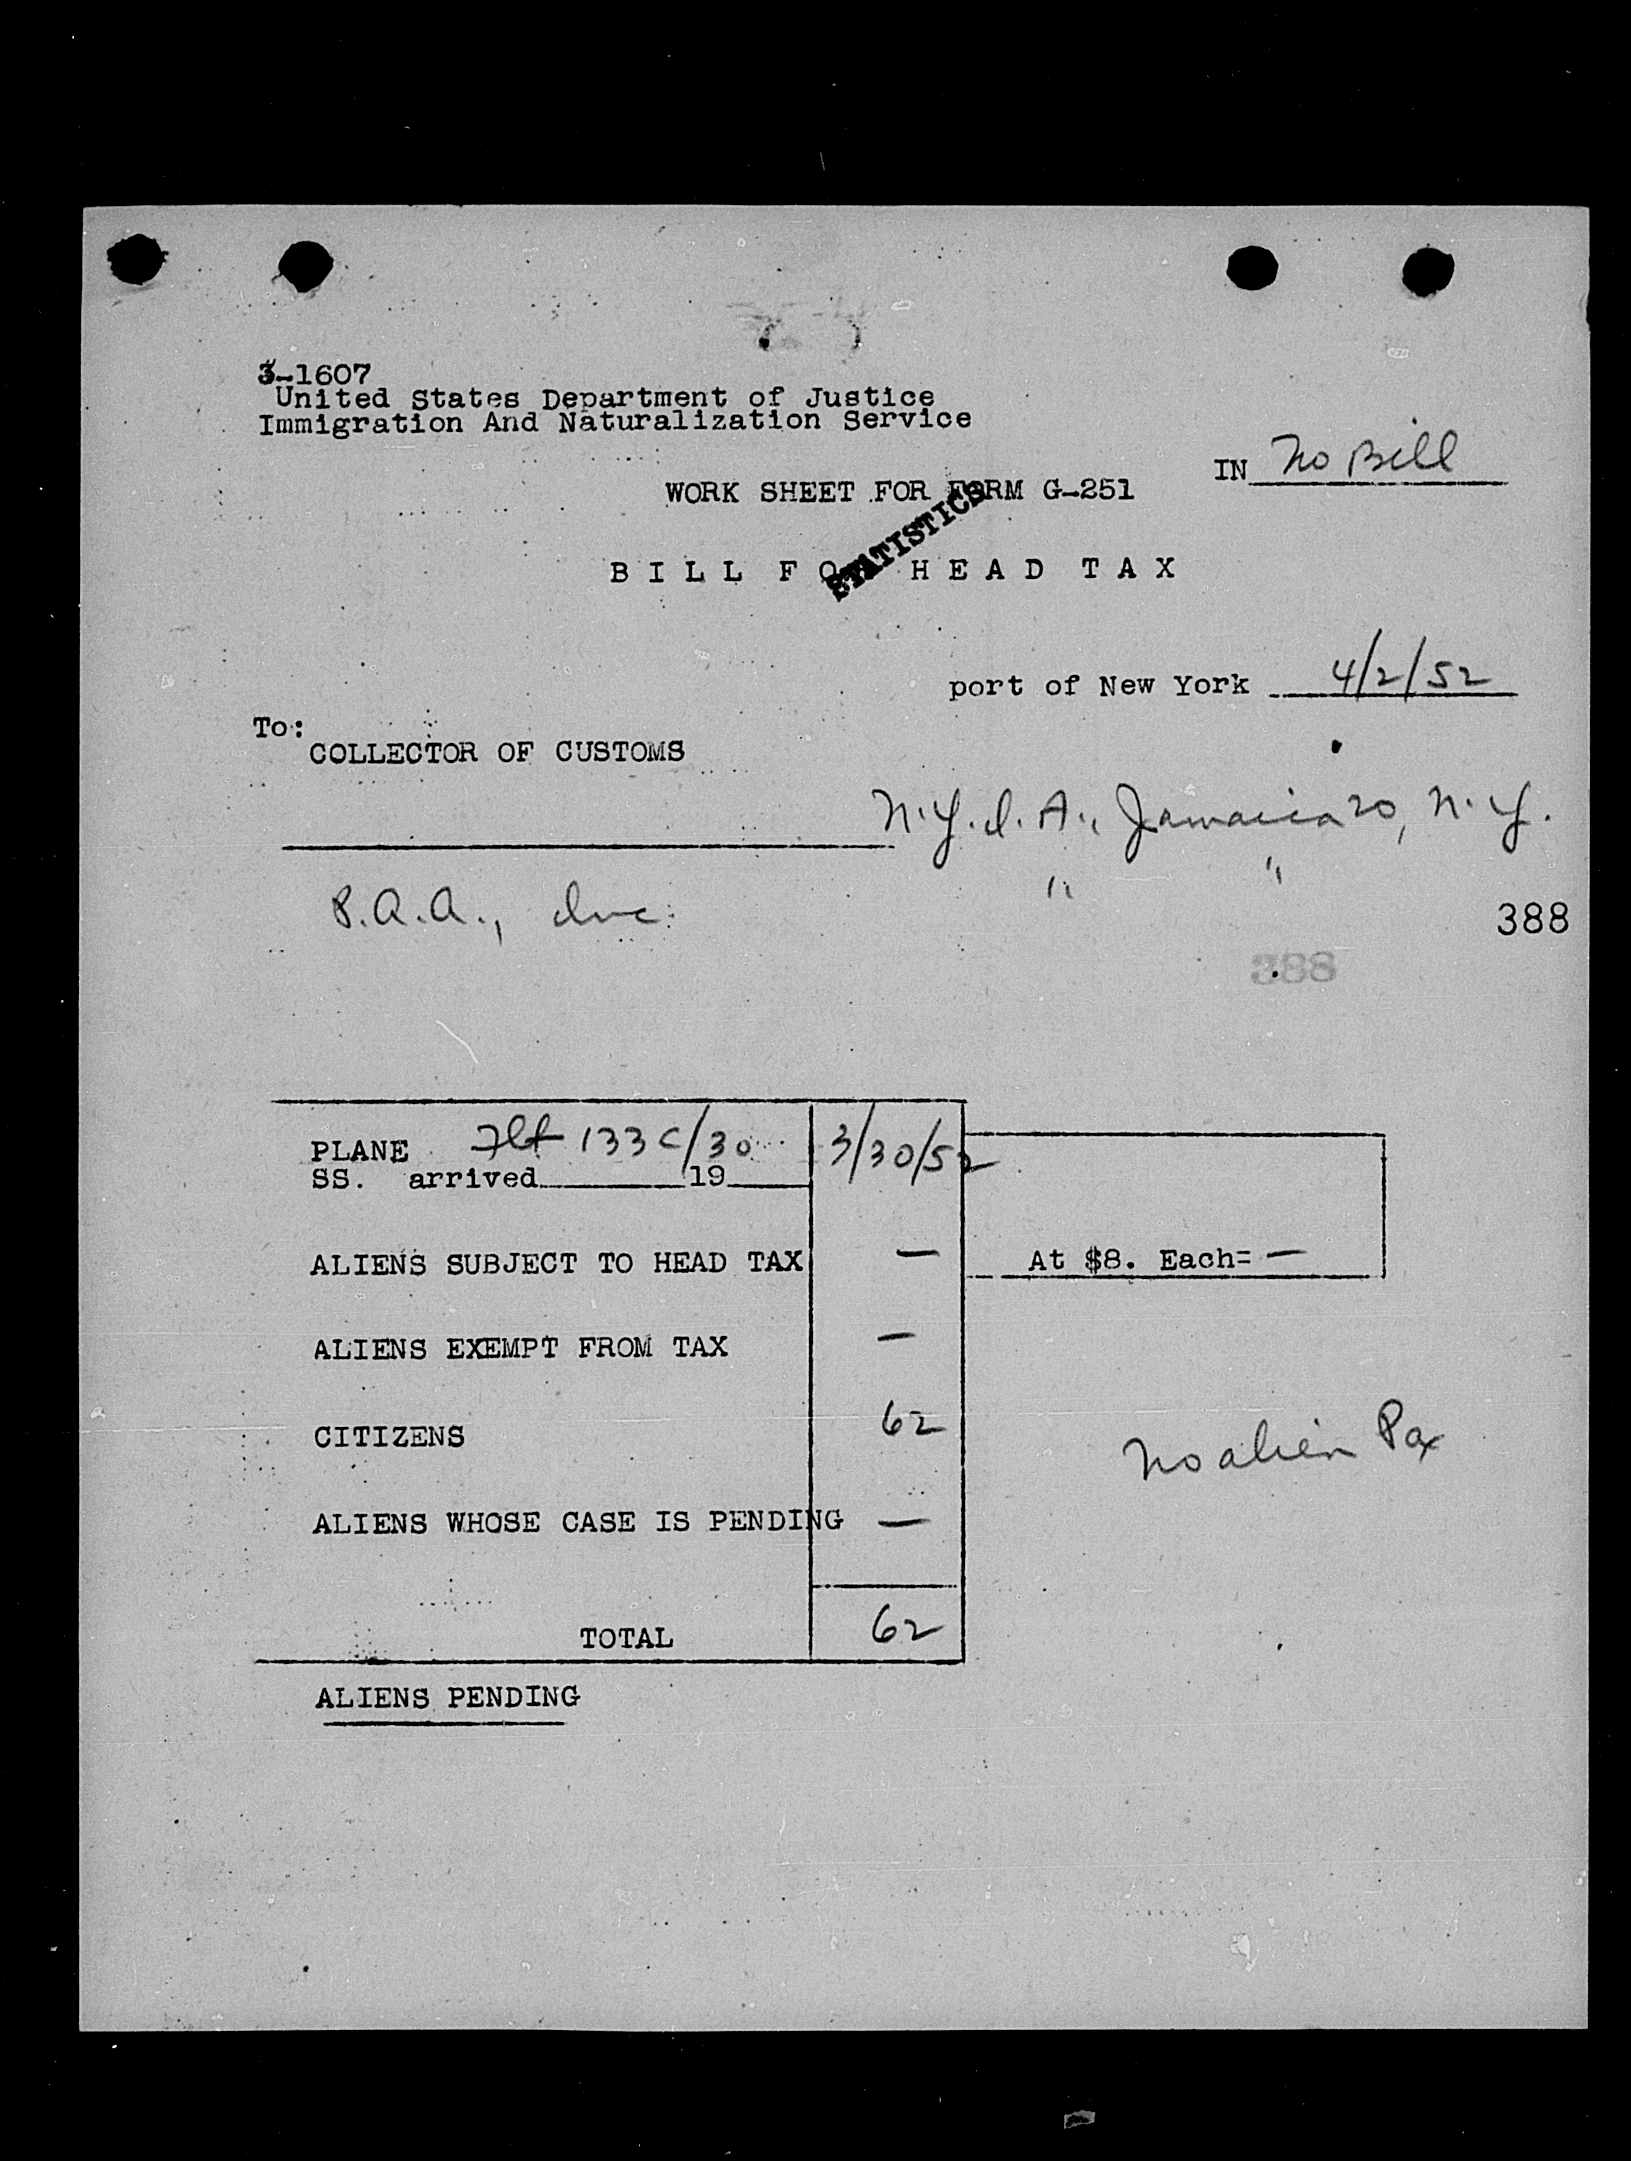 3-1607
United States Department of Justice
Immigration And Naturalization Service
IN No Bill
WORK SHEET FOR FORM G-251
STATISTICS
BILL FOR HEAD TAX
port of New York 4/2/52
To:
COLLECTOR OF CUSTOMS
N.Y.I.A., Jamaica 20, N.Y.
P.A.A., Inc. " "
388
388
PLANE Flt 133 C/30 3/30/52
SS. arrived 19
ALIENS SUBJECT TO HEAD TAX — At $8. Each= —
ALIENS EXEMPT FROM TAX —
CITIZENS 62
No alien Pax
ALIENS WHOSE CASE IS PENDING —
TOTAL 62
ALIENS PENDING